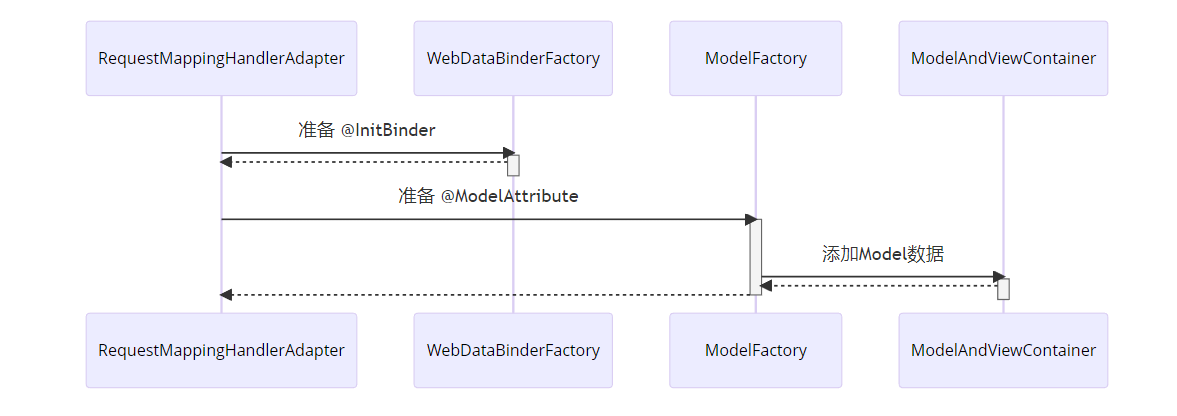 RequestMappingHandlerAdapter
WebDataBinderFactory
ModelFactory
ModelAndViewContainer
准备 @InitBinder
准备 @ModelAttribute
添加Model数据
RequestMappingHandlerAdapter
WebDataBinderFactory
ModelFactory
ModelAndViewContainer